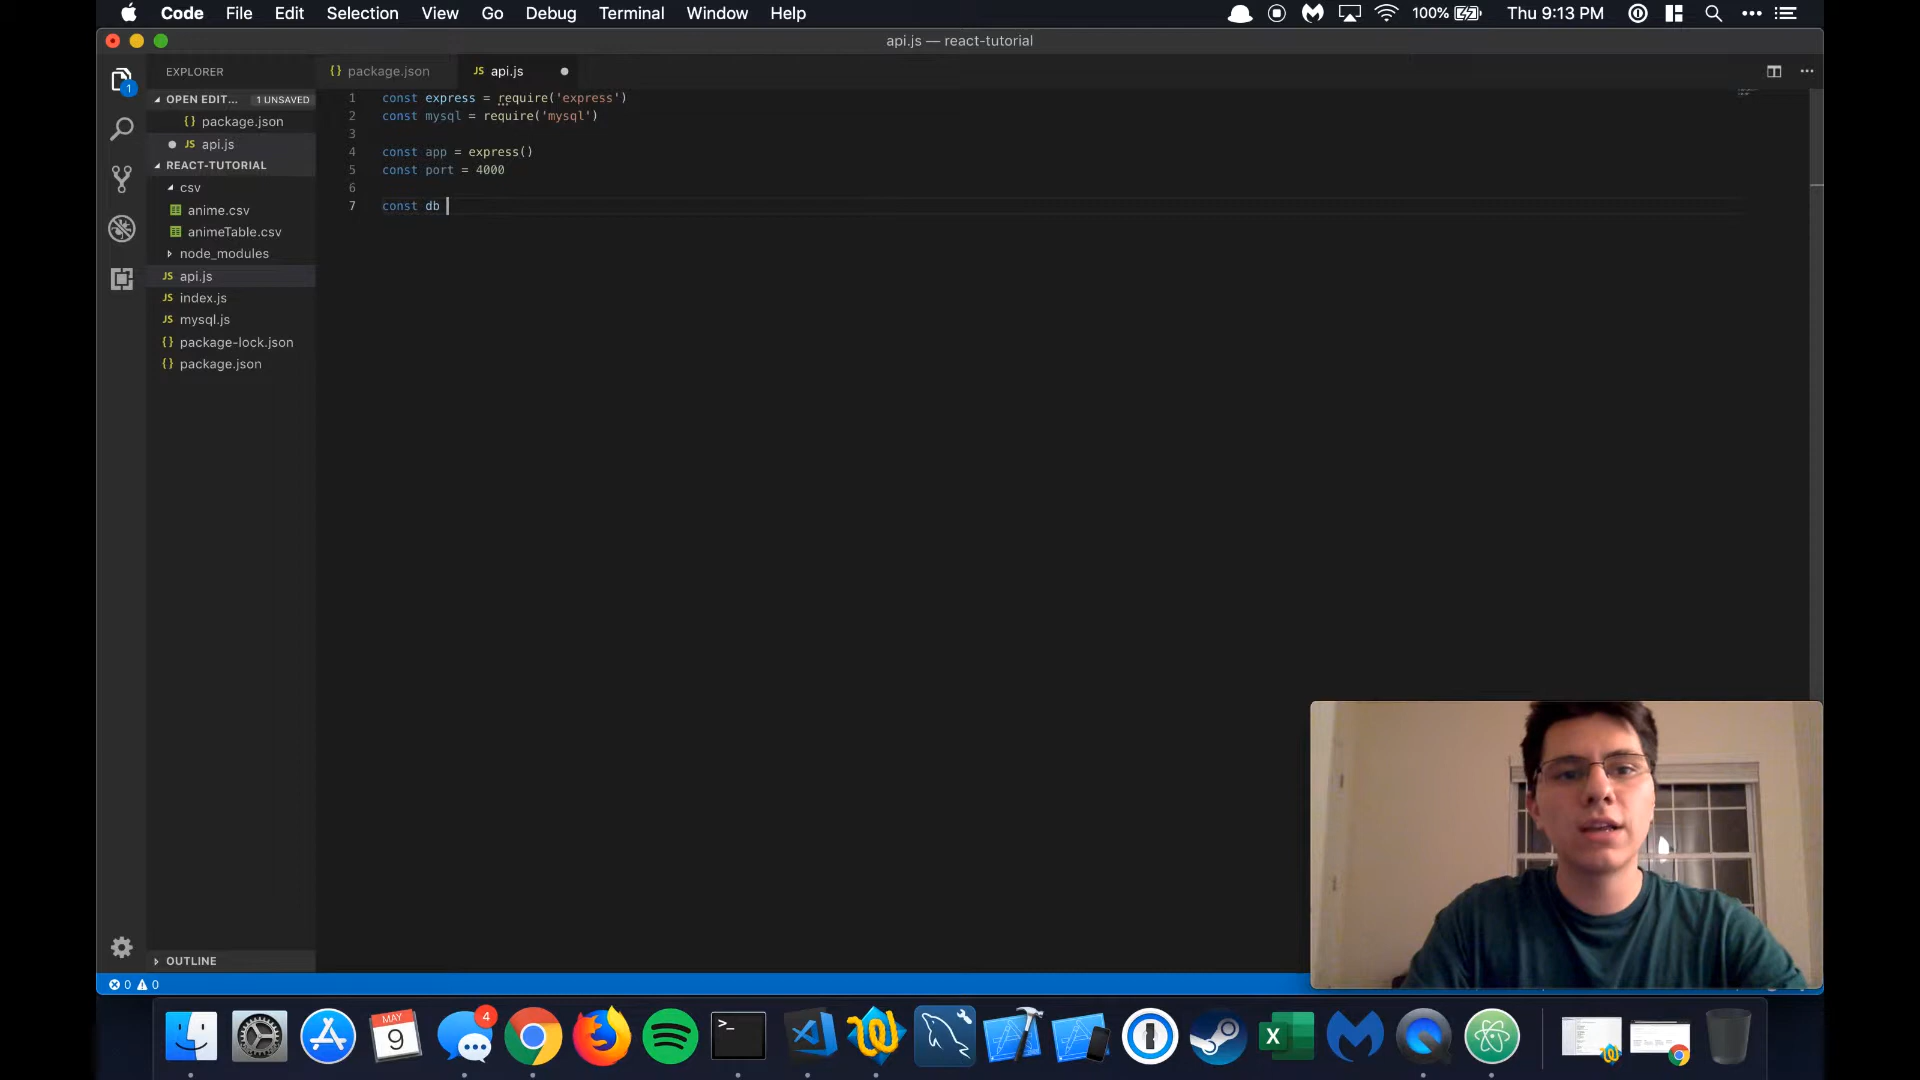 Code File Edit Selection View Go Debug Terminal Window Help 100% Thu 9:13 PM
api.js — react-tutorial
EXPLORER
package.json
api.js
OPEN EDIT... 1 UNSAVED
package.json
api.js
REACT-TUTORIAL
csv
anime.csv
animeTable.csv
node_modules
api.js
index.js
mysql.js
package-lock.json
package.json
OUTLINE
1 const express = require('express')
2 const mysql = require('mysql')
3
4 const app = express()
5 const port = 4000
6
7 const db
1
0 0
MAY
9
4